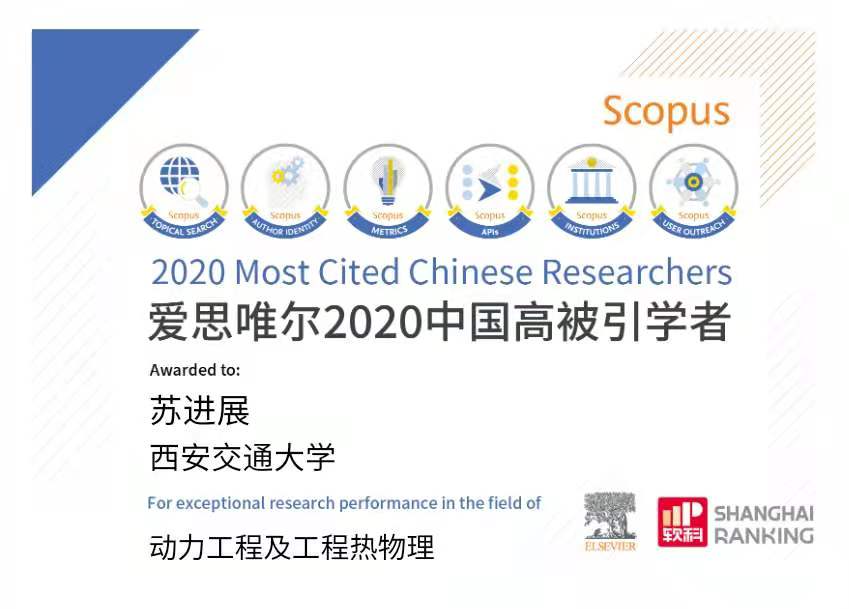 Scopus
Scopus
TOPICAL SEARCH
Scopus
AUTHOR IDENTITY
Scopus
METRICS
Scopus
APIs
Scopus
INSTITUTIONS
Scopus
USER OUTREACH
2020 Most Cited Chinese Researchers
爱思唯尔2020中国高被引学者
Awarded to:
苏进展
西安交通大学
For exceptional research performance in the field of
动力工程及工程热物理
ELSEVIER
软科
SHANGHAI
RANKING